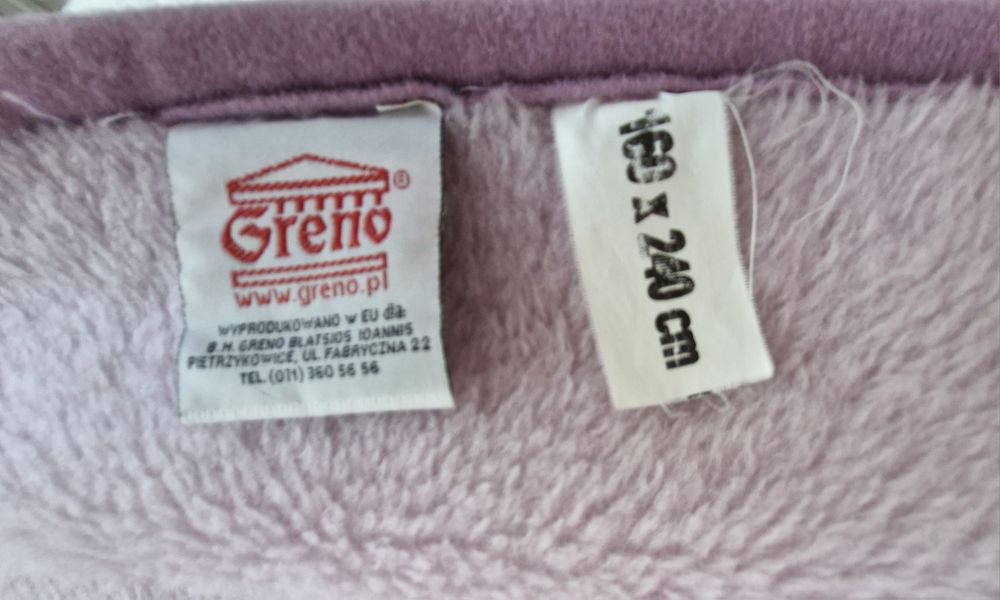 Greno®
www.greno.pl
WYPRODUKOWANO w EU dla:
B.H. GRENO BLATSIOS IOANNIS
PIETRZYKOWICE, UL. FABRYCZNA 22
TEL. (071) 360 56 56
160 x 240 cm